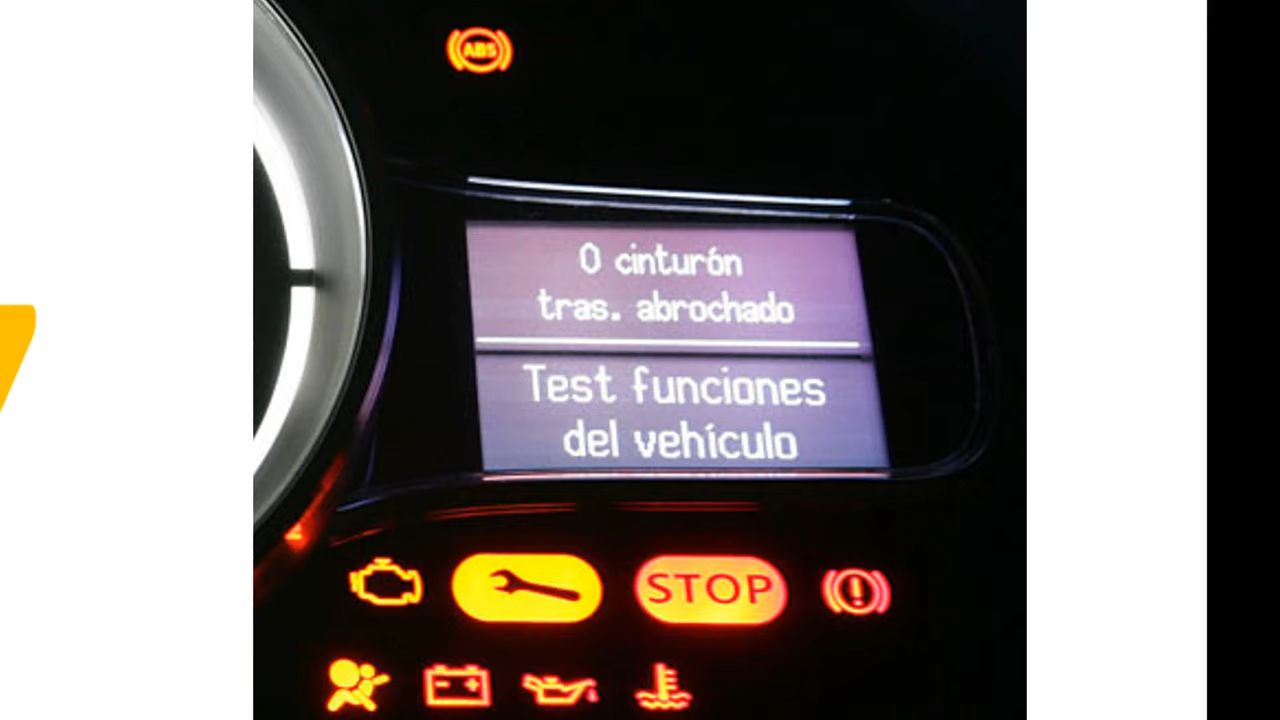 ABS
0 cinturón
tras. abrochado
Test funciones
del vehículo
STOP